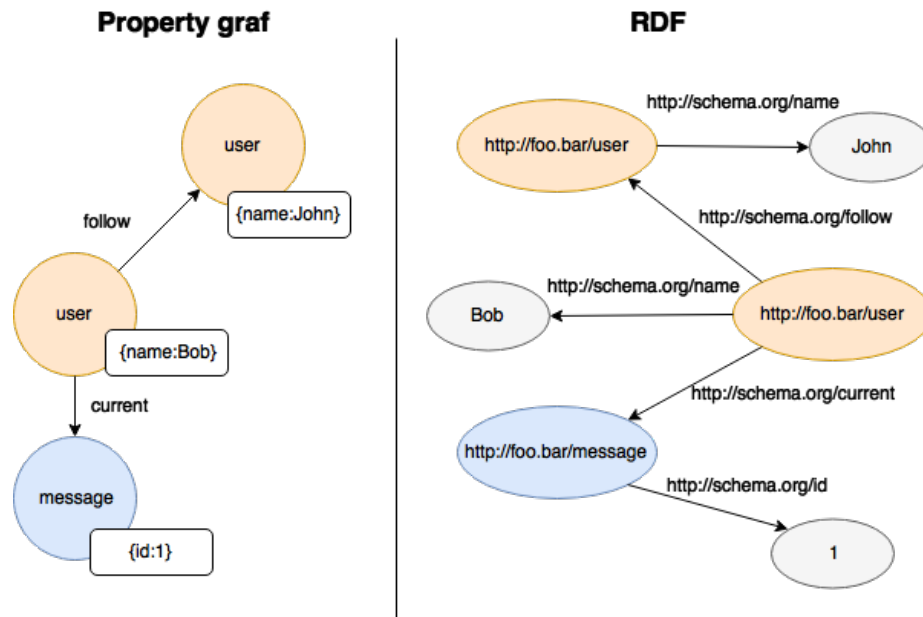 Property graf
user
{name:John}
follow
user
{name:Bob}
current
message
{id:1}
RDF
http://schema.org/name
http://foo.bar/user
John
http://schema.org/follow
http://schema.org/name
Bob
http://foo.bar/user
http://schema.org/current
http://foo.bar/message
http://schema.org/id
1